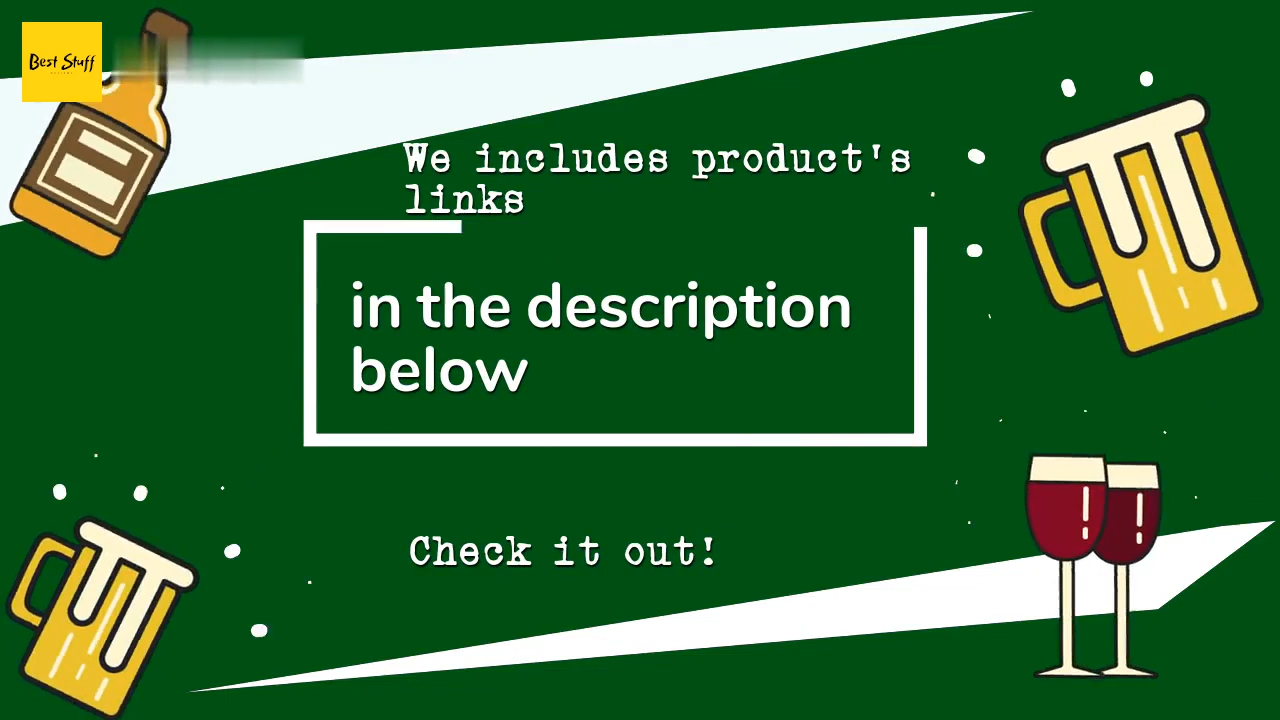 Best Stuff
We includes product's
links
in the description
below
Check it out!